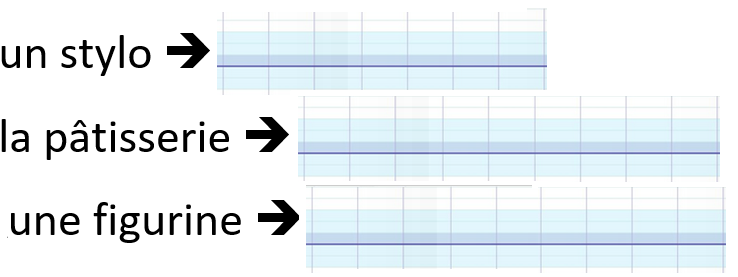 un stylo ➔
la pâtisserie ➔
une figurine ➔